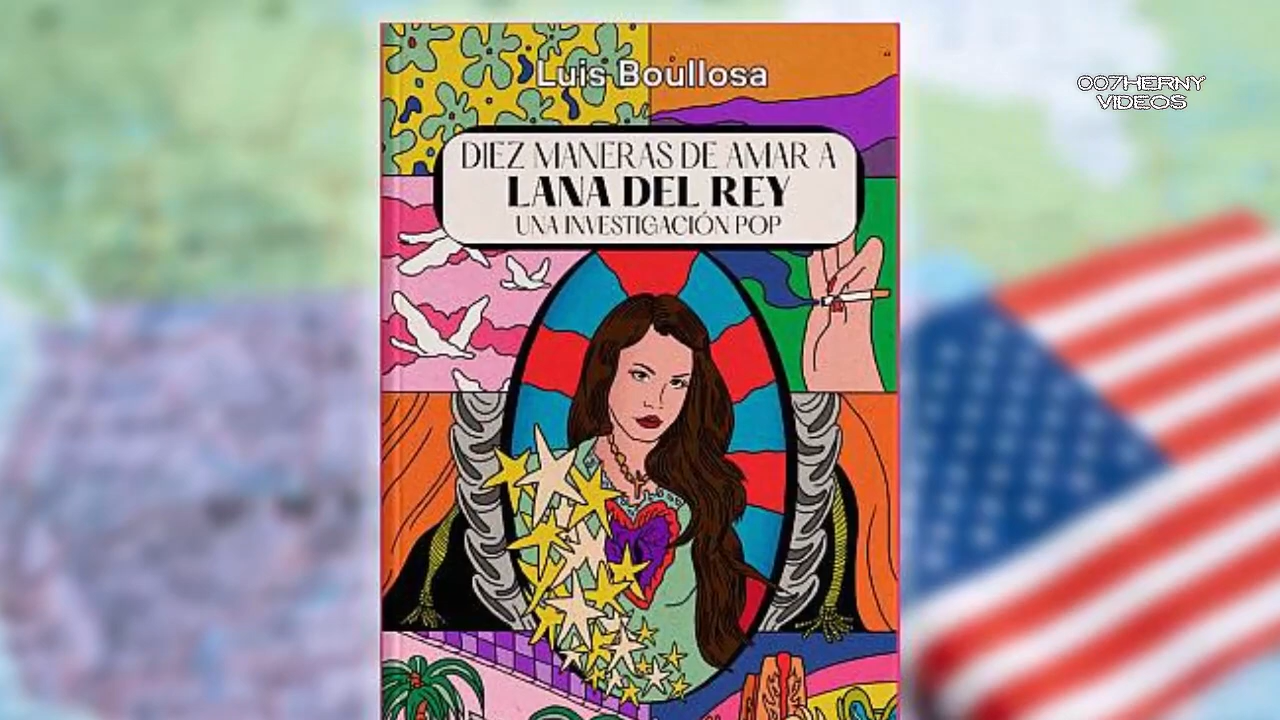 Luis Boullosa
DIEZ MANERAS DE AMAR A
LANA DEL REY
UNA INVESTIGACIÓN POP
007HERNY
VIDEOS